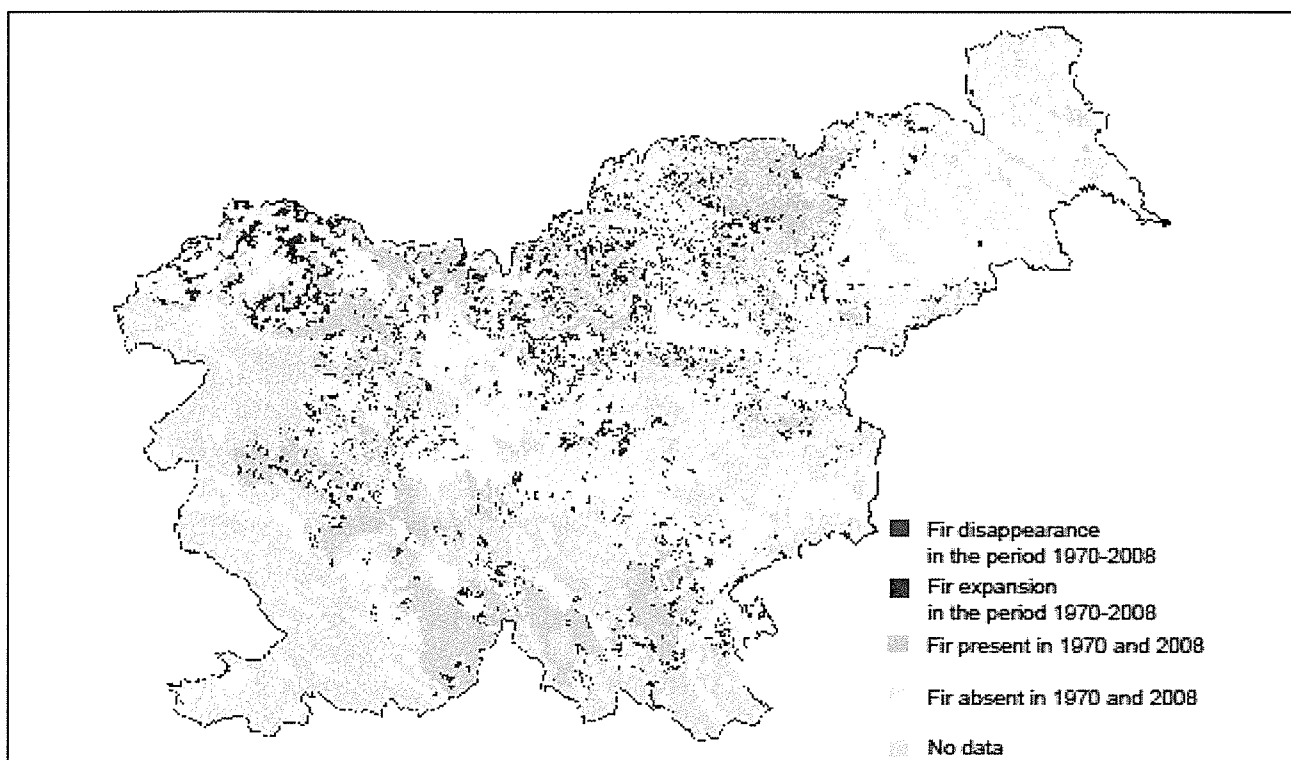 Fir disappearance
in the period 1970-2008
Fir expansion
in the period 1970-2008
Fir present in 1970 and 2008
Fir absent in 1970 and 2008
No data